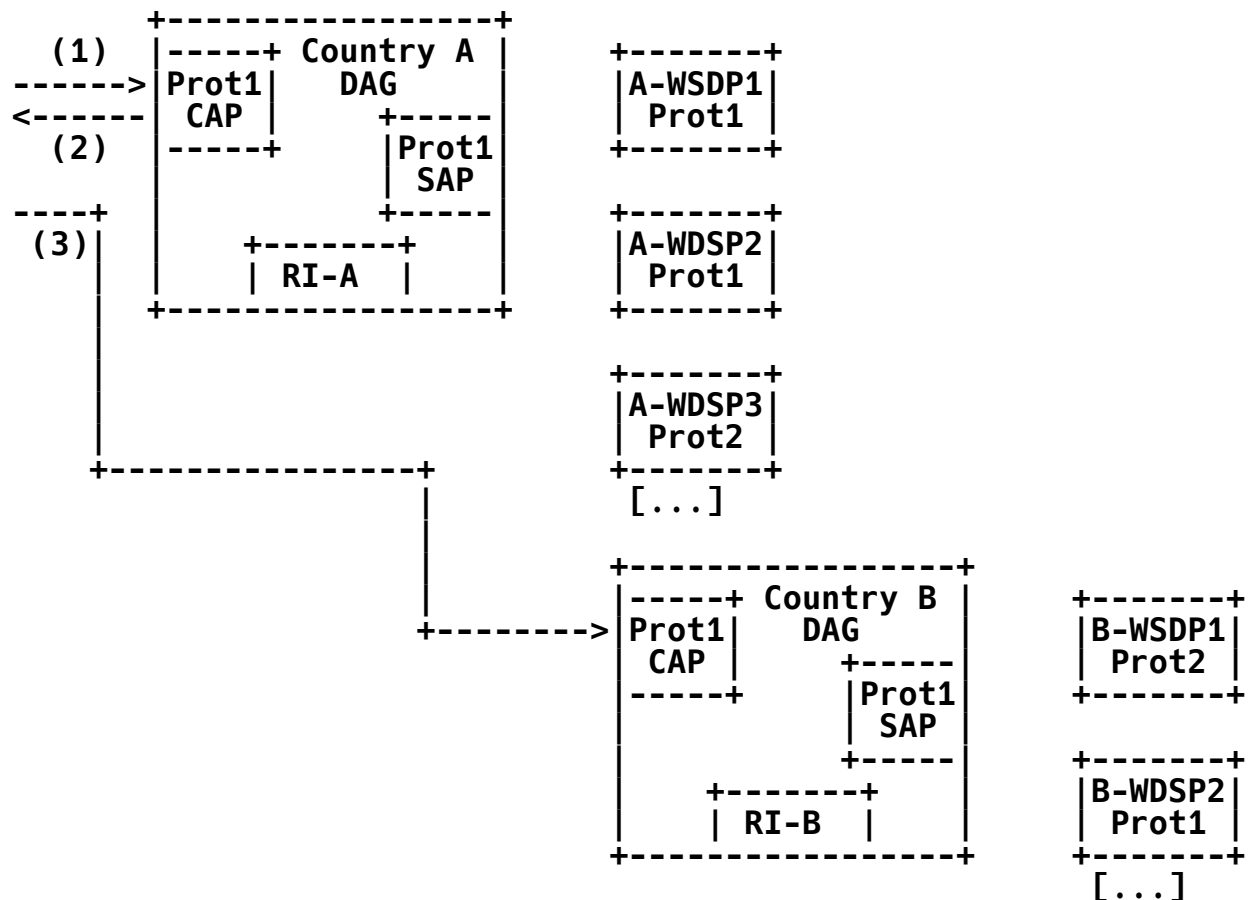 (1)
Country A
Prot1
DAG
A-WSDP1
CAP
Prot1
(2)
Prot1
SAP
(3)
A-WDSP2
RI-A
Prot1
A-WDSP3
Prot2
[...]
Country B
Prot1
DAG
B-WSDP1
CAP
Prot2
Prot1
SAP
B-WDSP2
RI-B
Prot1
[...]